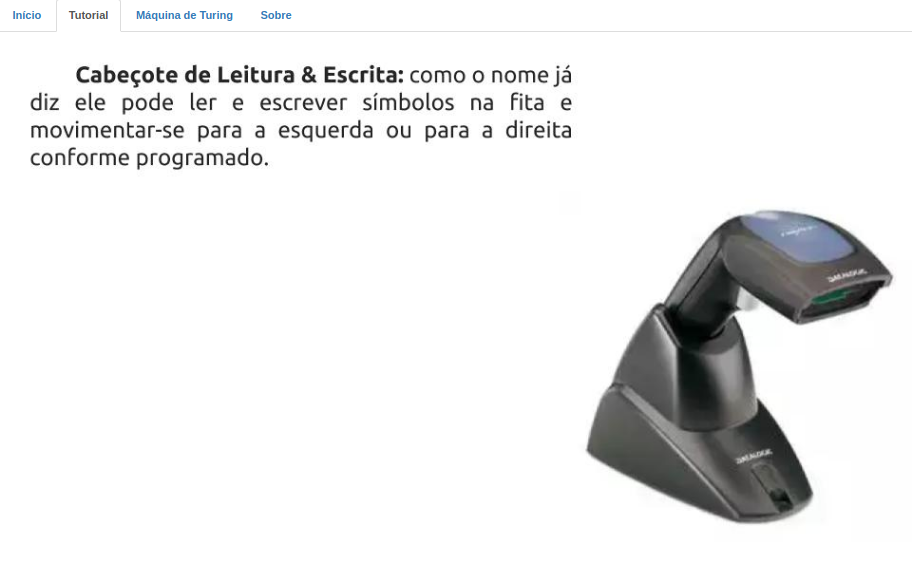 Início Tutorial Máquina de Turing Sobre
Cabeçote de Leitura & Escrita: como o nome já
diz ele pode ler e escrever símbolos na fita e
movimentar-se para a esquerda ou para a direita
conforme programado.
DATALOGIC
DATALOGIC